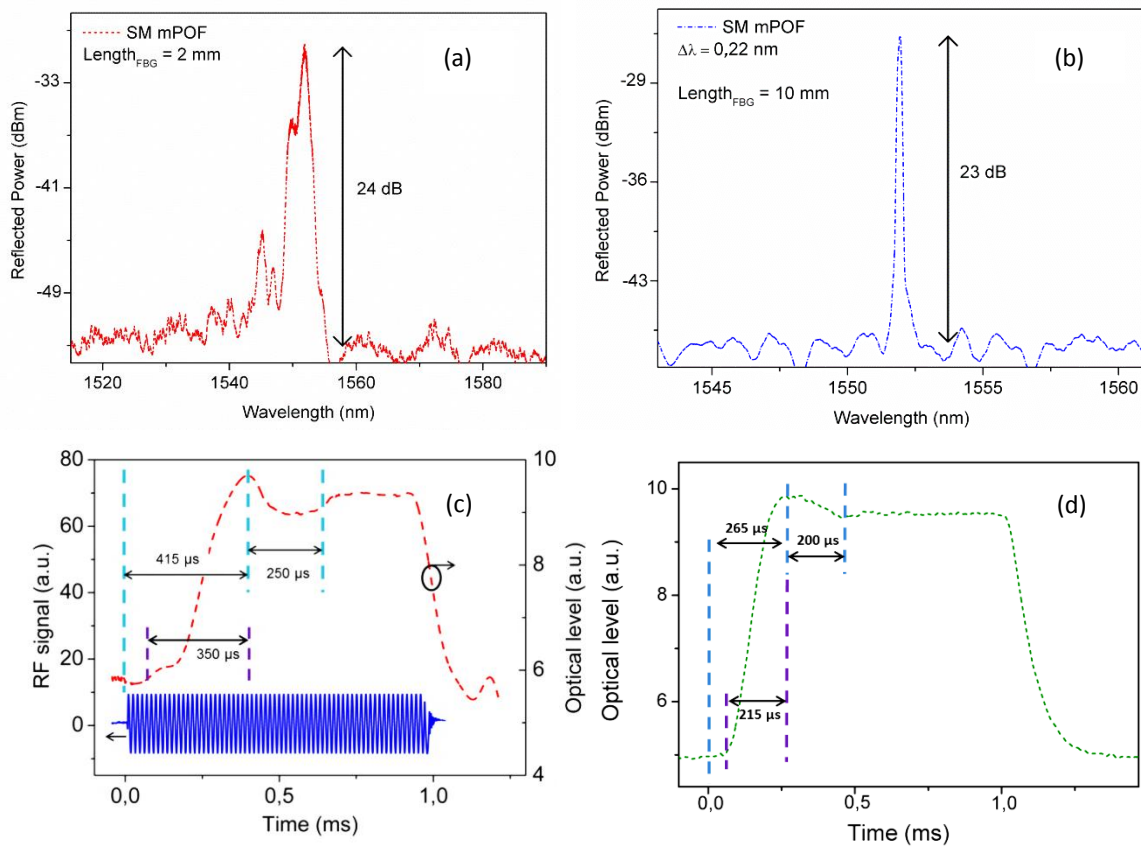 SM mPOF
Length_FBG = 2 mm
(a)
24 dB
-33
-41
-49
Reflected Power (dBm)
1520
1540
1560
1580
Wavelength (nm)
SM mPOF
Δλ = 0,22 nm
Length_FBG = 10 mm
(b)
23 dB
-29
-36
-43
Reflected Power (dBm)
1545
1550
1555
1560
Wavelength (nm)
(c)
415 µs
250 µs
350 µs
80
60
40
20
0
RF signal (a.u.)
10
8
6
4
Optical level (a.u.)
0,0
0,5
1,0
Time (ms)
(d)
265 µs
200 µs
215 µs
10
8
6
Optical level (a.u.)
0,0
0,5
1,0
Time (ms)